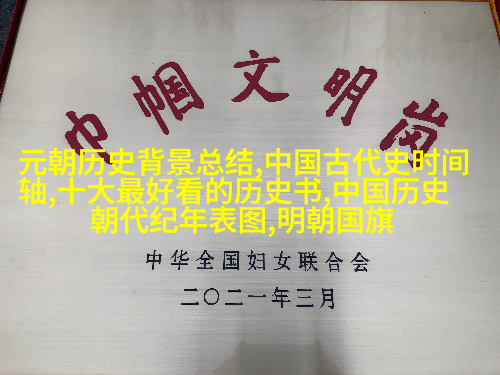 巾帼文明岗
元朝历史背景总结,中国古代史时间
轴,十大最好看的历史书,中国历史
朝代纪年表图,明朝国旗
中华全国妇女联合会
二〇二一年三月